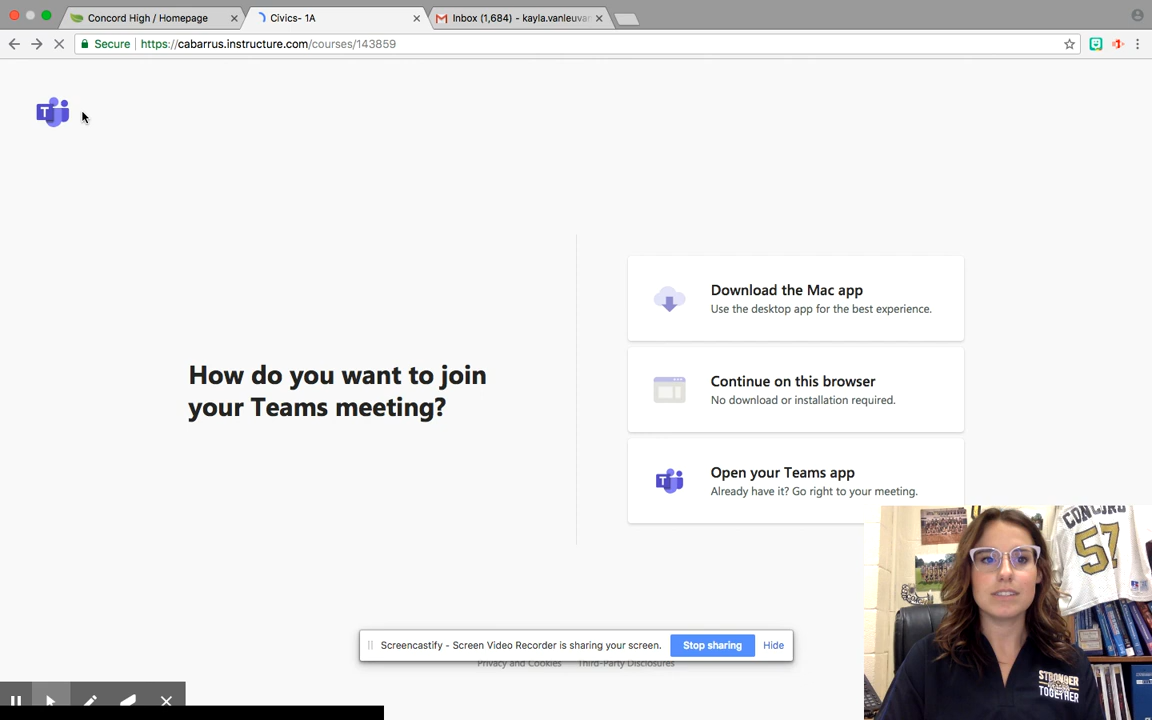 Concord High / Homepage
Civics- 1A
Inbox (1,684) - kayla.vanleuva
Secure
https://cabarrus.instructure.com/courses/143859
T
Download the Mac app
Use the desktop app for the best experience.
How do you want to join
your Teams meeting?
Continue on this browser
No download or installation required.
T
Open your Teams app
Already have it? Go right to your meeting.
CONCORD
57
Screencastify - Screen Video Recorder is sharing your screen.
Stop sharing
Hide
Privacy and Cookies
Third-Party Disclosures
STRONGER
TOGETHER